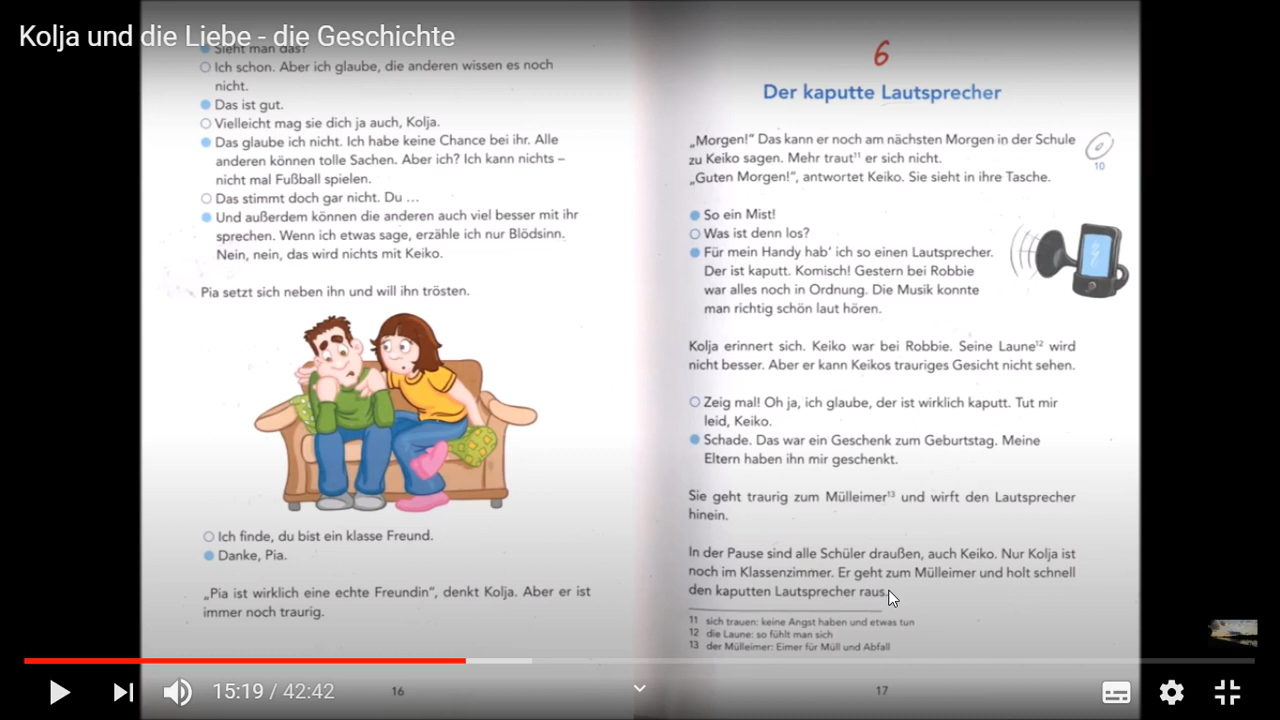 Kolja und die Liebe - die Geschichte
Sieht man das?
Ich schon. Aber ich glaube, die anderen wissen es noch
nicht.
Das ist gut.
Vielleicht mag sie dich ja auch, Kolja.
Das glaube ich nicht. Ich habe keine Chance bei ihr. Alle
anderen können tolle Sachen. Aber ich? Ich kann nichts –
nicht mal Fußball spielen.
Das stimmt doch gar nicht. Du …
Und außerdem können die anderen auch viel besser mit ihr
sprechen. Wenn ich etwas sage, erzähle ich nur Blödsinn.
Nein, nein, das wird nichts mit Keiko.
Pia setzt sich neben ihn und will ihn trösten.
Ich finde, du bist ein klasse Freund.
Danke, Pia.
„Pia ist wirklich eine echte Freundin“, denkt Kolja. Aber er ist
immer noch traurig.
16
6
Der kaputte Lautsprecher
„Morgen!“ Das kann er noch am nächsten Morgen in der Schule
zu Keiko sagen. Mehr traut¹¹ er sich nicht.
„Guten Morgen!“, antwortet Keiko. Sie sieht in ihre Tasche.
10
So ein Mist!
Was ist denn los?
Für mein Handy hab’ ich so einen Lautsprecher.
Der ist kaputt. Komisch! Gestern bei Robbie
war alles noch in Ordnung. Die Musik konnte
man richtig schön laut hören.
Kolja erinnert sich. Keiko war bei Robbie. Seine Laune¹² wird
nicht besser. Aber er kann Keikos trauriges Gesicht nicht sehen.
Zeig mal! Oh ja, ich glaube, der ist wirklich kaputt. Tut mir
leid, Keiko.
Schade. Das war ein Geschenk zum Geburtstag. Meine
Eltern haben ihn mir geschenkt.
Sie geht traurig zum Mülleimer¹³ und wirft den Lautsprecher
hinein.
In der Pause sind alle Schüler draußen, auch Keiko. Nur Kolja ist
noch im Klassenzimmer. Er geht zum Mülleimer und holt schnell
den kaputten Lautsprecher raus.
11 sich trauen: keine Angst haben und etwas tun
12 die Laune: so fühlt man sich
13 der Mülleimer: Eimer für Müll und Abfall
17
15:19 / 42:42